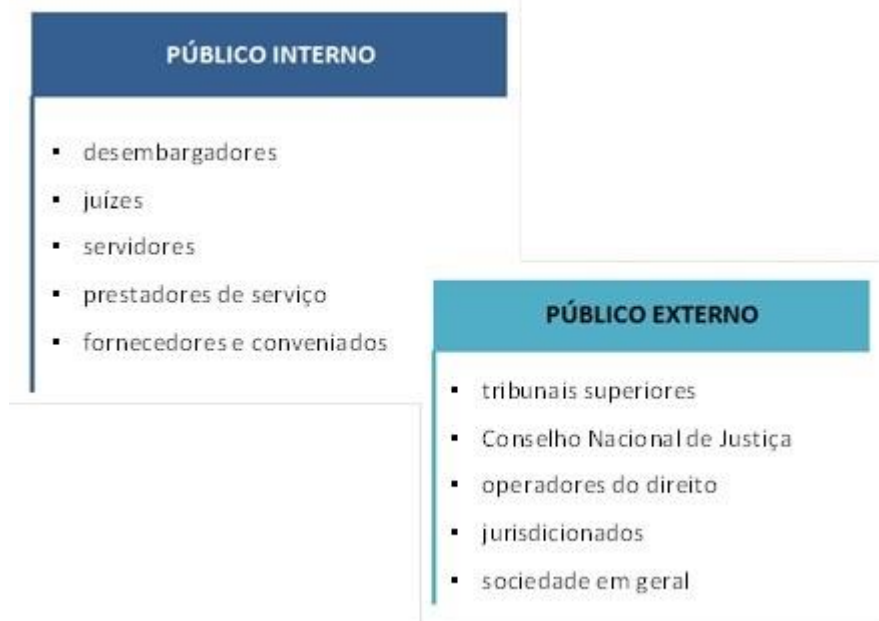 PÚBLICO INTERNO
▪ desembargadores
▪ juízes
▪ servidores
▪ prestadores de serviço
▪ fornecedores e conveniados
PÚBLICO EXTERNO
▪ tribunais superiores
▪ Conselho Nacional de Justiça
▪ operadores do direito
▪ jurisdicionados
▪ sociedade em geral